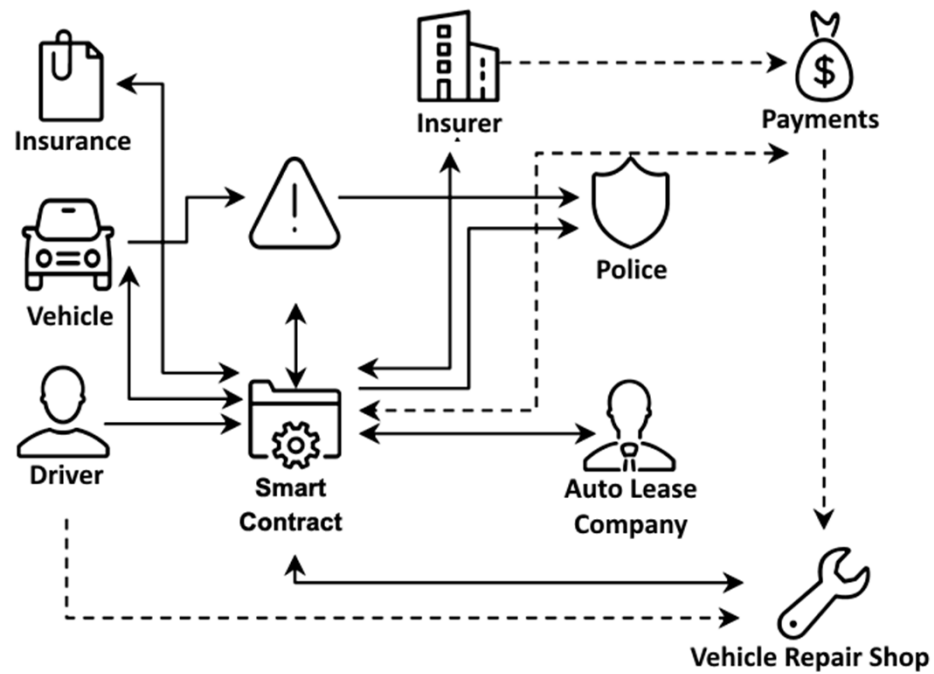 Insurance
Insurer
Payments
$
Vehicle
Police
Driver
Smart
Contract
Auto Lease
Company
Vehicle Repair Shop